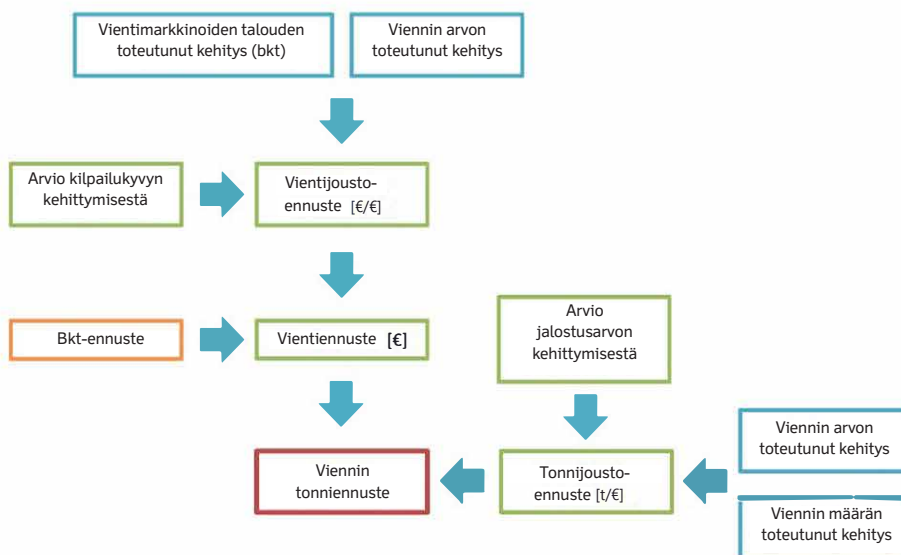 Vientimarkkinoiden talouden
toteutunut kehitys (bkt)
Viennin arvon
toteutunut kehitys
Arvio kilpailukyvyn
kehittymisestä
Vientijousto-
ennuste [€/€]
Bkt-ennuste
Vientiennuste [€]
Arvio
jalostusarvon
kehittymisestä
Viennin
tonniennuste
Tonnijousto-
ennuste [t/€]
Viennin arvon
toteutunut kehitys
Viennin määrän
toteutunut kehitys